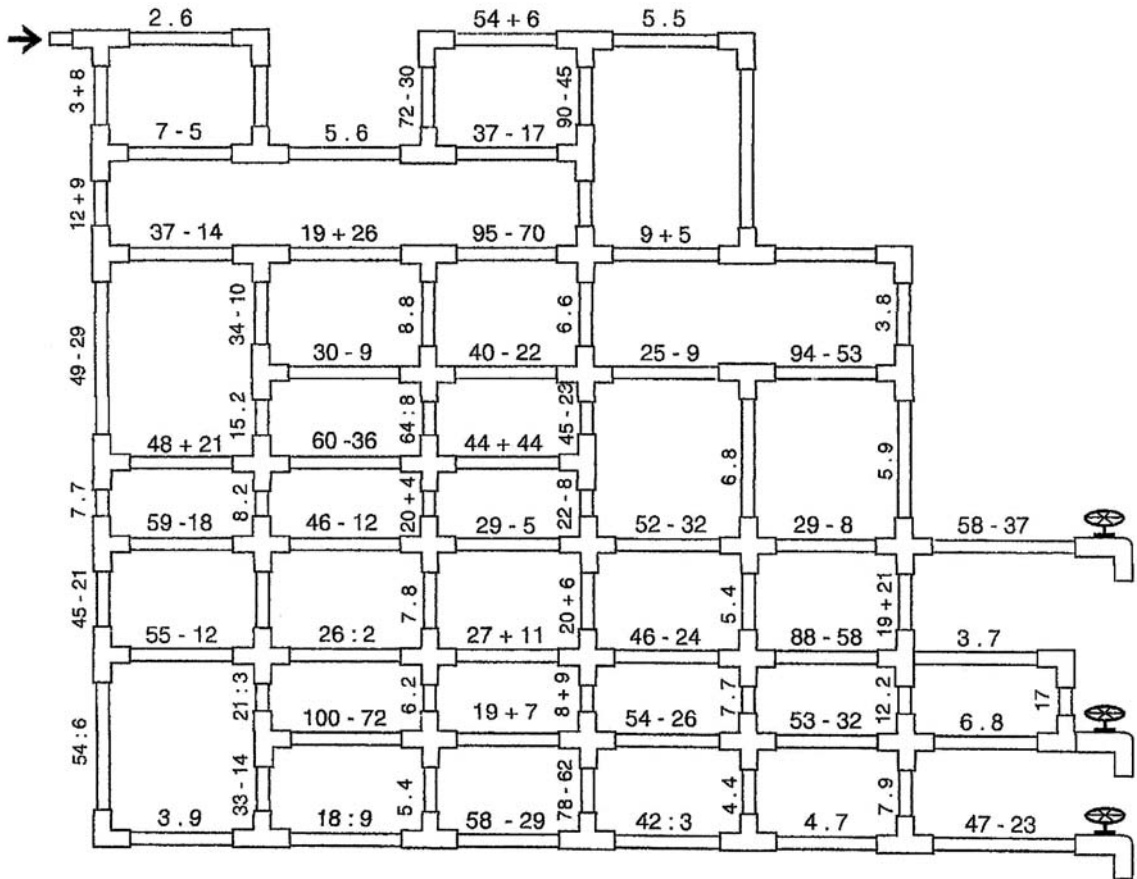 2 . 6 54 + 6 5 . 5
3 + 8 72 - 30 90 - 45
7 - 5 5 . 6 37 - 17
12 + 9
37 - 14 19 + 26 95 - 70 9 + 5
49 - 29 34 - 10 8 . 8 6 . 6 3 . 8
30 - 9 40 - 22 25 - 9 94 - 53
15 . 2 64 : 8 45 - 23 6 . 8 5 . 9
48 + 21 60 -36 44 + 44
7 . 7 8 . 2 20 + 4 22 - 8
59 -18 46 - 12 29 - 5 52 - 32 29 - 8 58 - 37
45 - 21 7 . 8 20 + 6 5 . 4 19 + 21
55 - 12 26 : 2 27 + 11 46 - 24 88 - 58 3 . 7
54 : 6 21 : 3 6 . 2 8 + 9 7 . 7 12 . 2 17
100 - 72 19 + 7 54 - 26 53 - 32 6 . 8
33 - 14 5 . 4 78 - 62 4 . 4 7 . 9
3 . 9 18 : 9 58 - 29 42 : 3 4 . 7 47 - 23